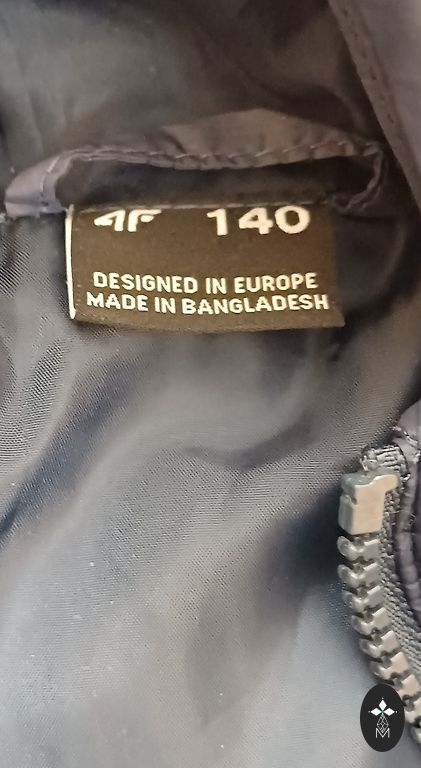 4F 140
DESIGNED IN EUROPE
MADE IN BANGLADESH
M